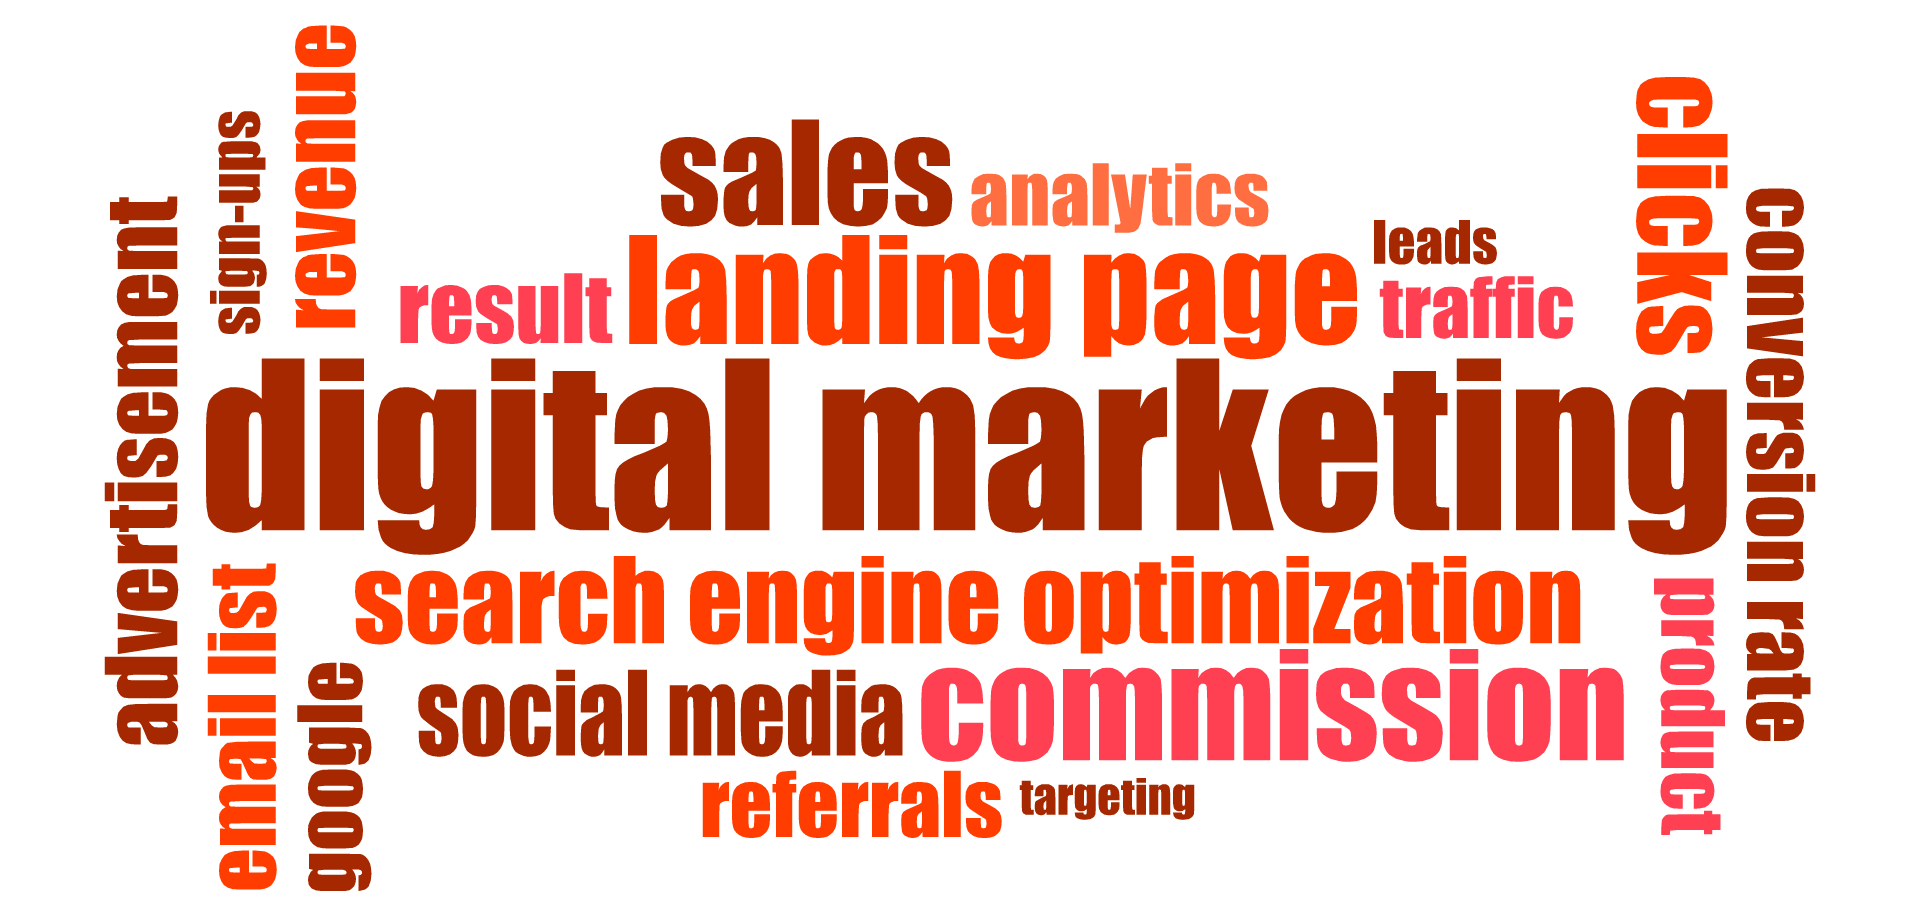 revenue
sign-ups
advertisement
sales
analytics
clicks
leads
conversion rate
result
landing page
traffic
digital marketing
search engine optimization
email list
google
social media
commission
product
referrals
targeting